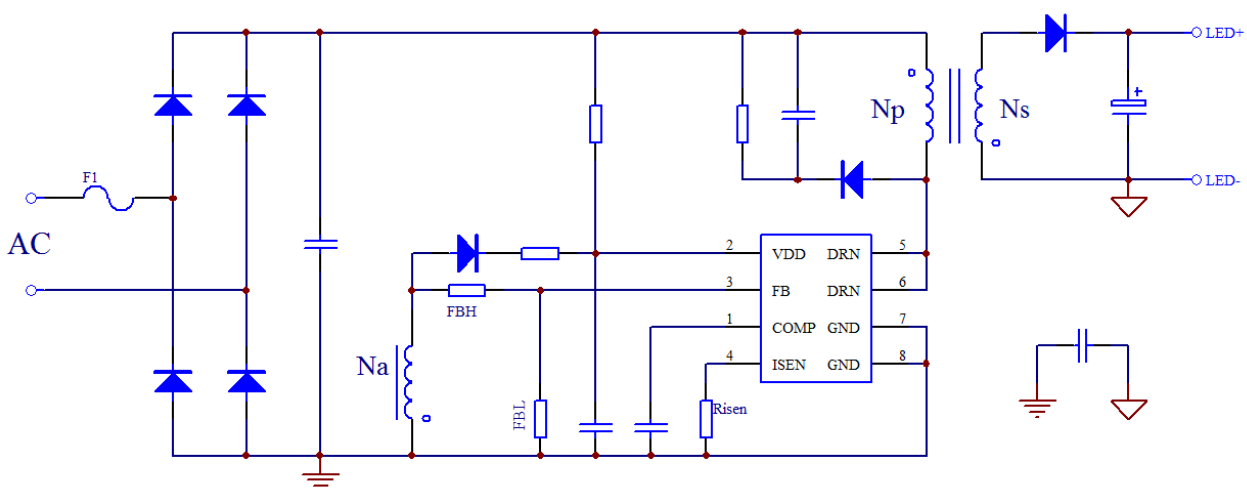 LED+
Np
Ns
F1
LED-
AC
2 VDD DRN 5
3 FB DRN 6
FBH
1 COMP GND 7
4 ISEN GND 8
Na
FBL
Risen
+